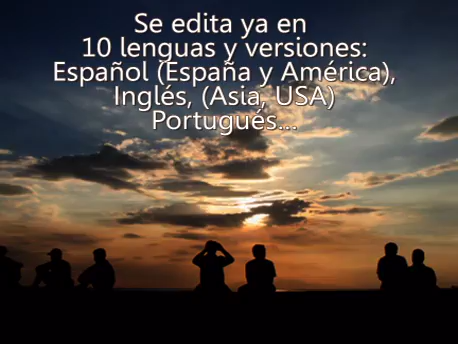 Se edita ya en
10 lenguas y versiones:
Español (España y América),
Inglés, (Asia, USA)
Portugués...